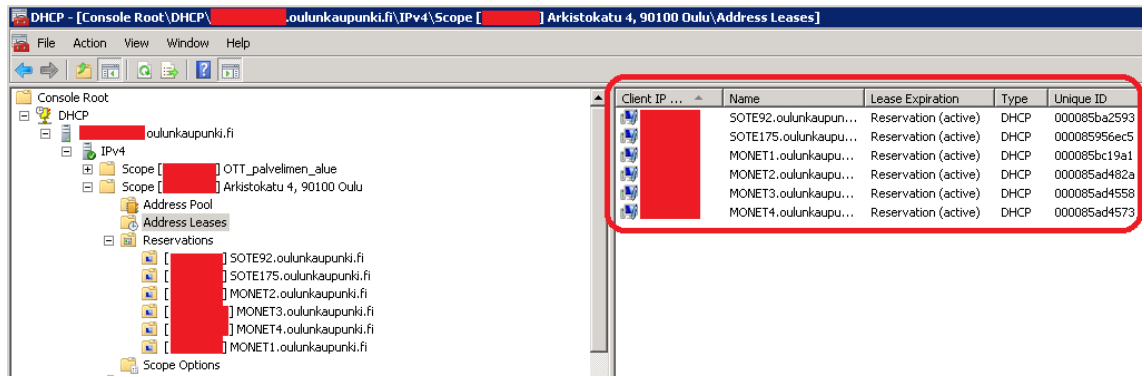 DHCP - [Console Root\DHCP\ .oulunkaupunki.fi\IPv4\Scope [ ] Arkistokatu 4, 90100 Oulu\Address Leases]
File Action View Window Help
Console Root
DHCP
oulunkaupunki.fi
IPv4
Scope [ ] OTT_palvelimen_alue
Scope [ ] Arkistokatu 4, 90100 Oulu
Address Pool
Address Leases
Reservations
[ ] SOTE92.oulunkaupunki.fi
[ ] SOTE175.oulunkaupunki.fi
[ ] MONET2.oulunkaupunki.fi
[ ] MONET3.oulunkaupunki.fi
[ ] MONET4.oulunkaupunki.fi
[ ] MONET1.oulunkaupunki.fi
Scope Options
Client IP ... Name Lease Expiration Type Unique ID
SOTE92.oulunkaupun... Reservation (active) DHCP 000085ba2593
SOTE175.oulunkaupu... Reservation (active) DHCP 000085956ec5
MONET1.oulunkaupu... Reservation (active) DHCP 000085bc19a1
MONET2.oulunkaupu... Reservation (active) DHCP 000085ad482a
MONET3.oulunkaupu... Reservation (active) DHCP 000085ad4558
MONET4.oulunkaupu... Reservation (active) DHCP 000085ad4573